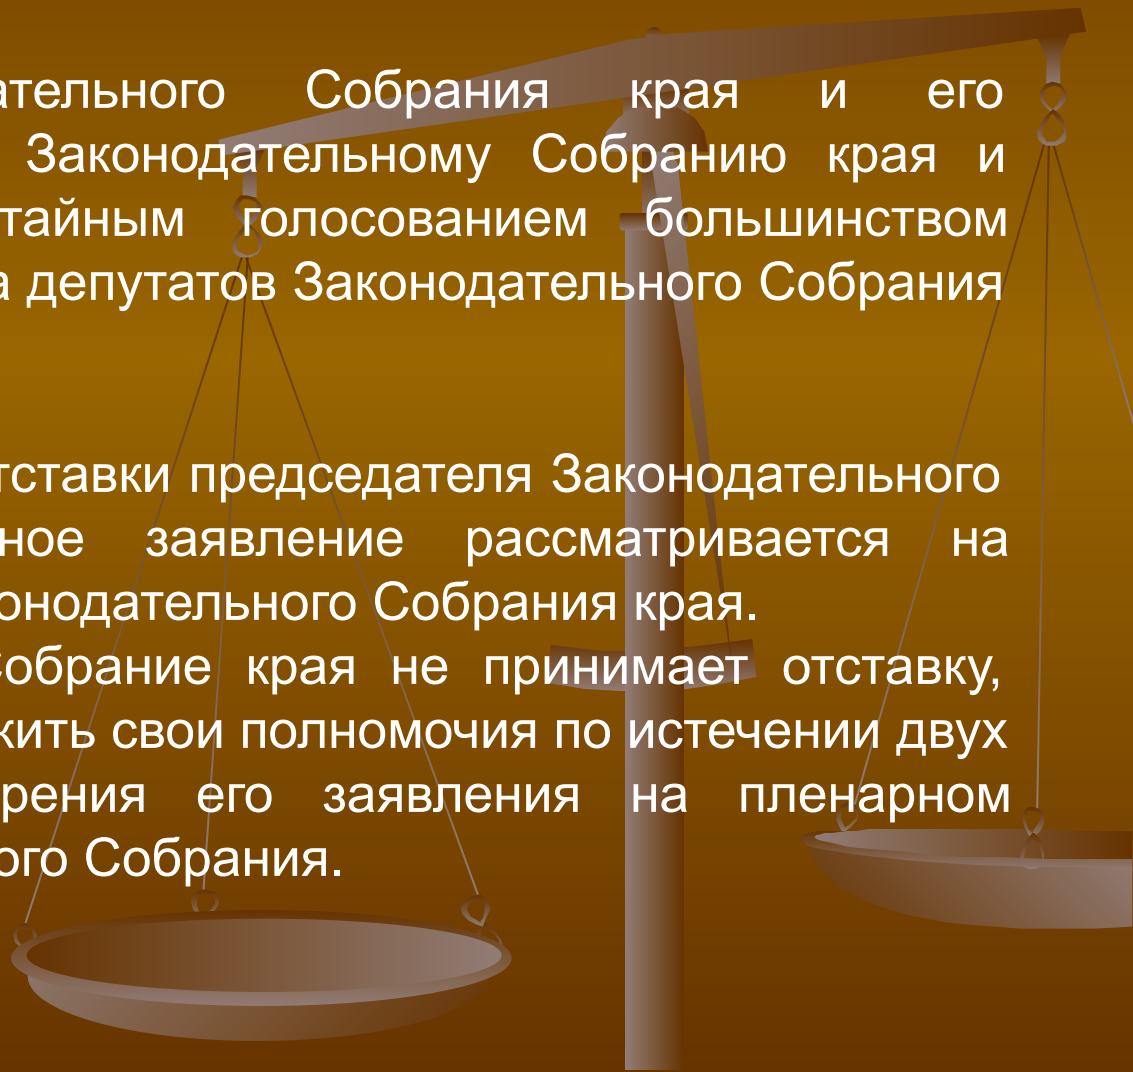 ательного Собрания края и его
Законодательному Собранию края и
тайным голосованием большинством
а депутатов Законодательного Собрания
тставки председателя Законодательного
ное заявление рассматривается на
онодательного Собрания края.
Собрание края не принимает отставку,
жить свои полномочия по истечении двух
рения его заявления на пленарном
ого Собрания.